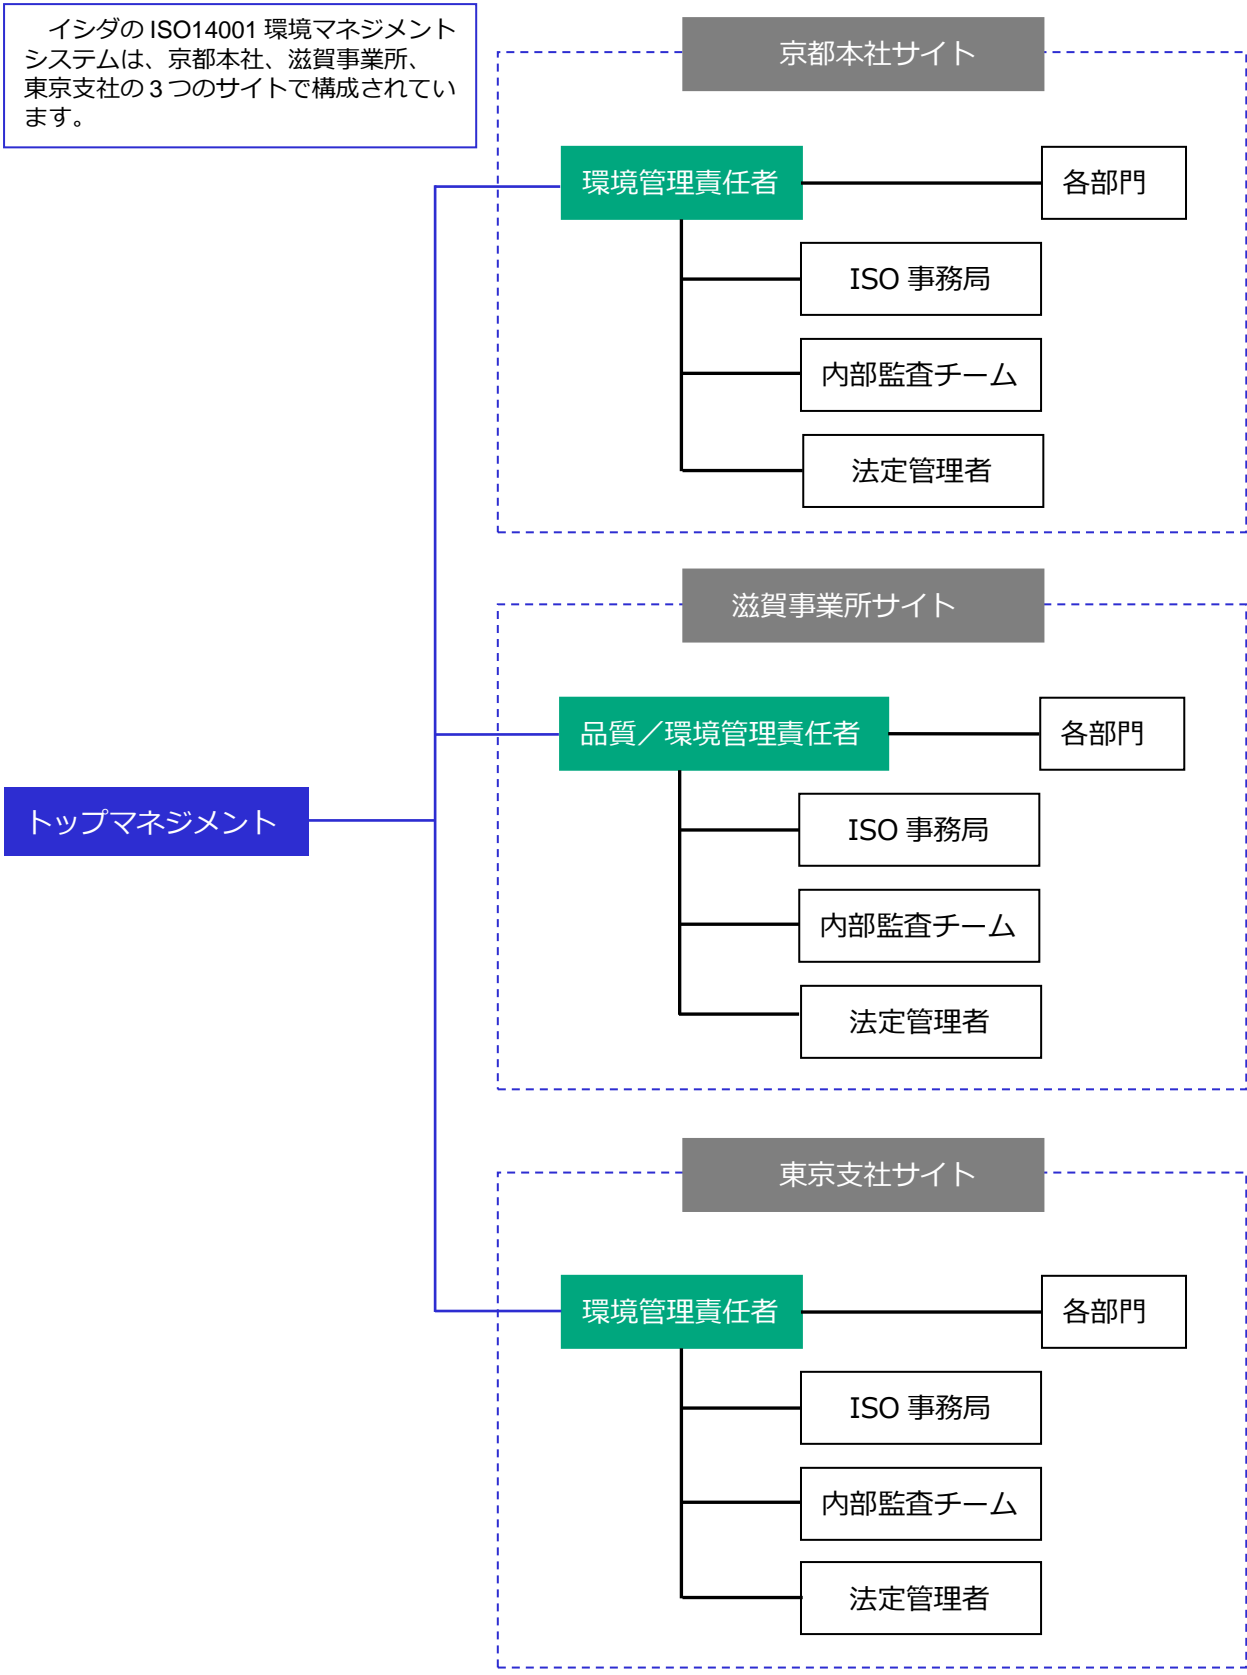 イシダの ISO14001 環境マネジメント
システムは、京都本社、滋賀事業所、
東京支社の 3 つのサイトで構成されてい
ます。
京都本社サイト
環境管理責任者
各部門
ISO 事務局
内部監査チーム
法定管理者
滋賀事業所サイト
品質／環境管理責任者
各部門
トップマネジメント
ISO 事務局
内部監査チーム
法定管理者
東京支社サイト
環境管理責任者
各部門
ISO 事務局
内部監査チーム
法定管理者